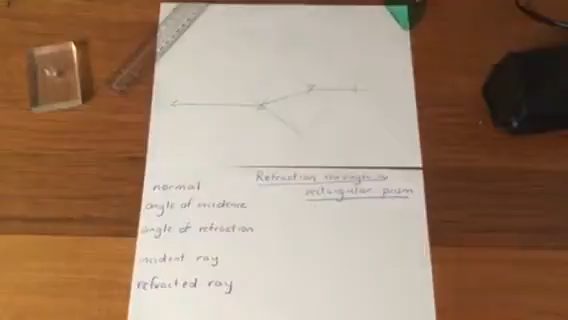 Refraction through a
rectangular prism
normal
angle of incidence
angle of refraction
incident ray
refracted ray